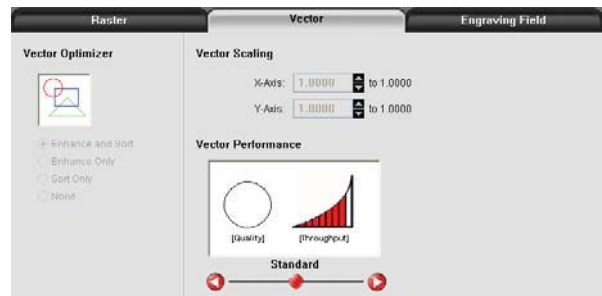 Raster
Vector
Engraving Field
Vector Optimizer
Enhance and Sort
Enhance Only
Sort Only
None
Vector Scaling
X-Axis: 1.0000 to 1.0000
Y-Axis: 1.0000 to 1.0000
Vector Performance
[Quality] [Throughput]
Standard